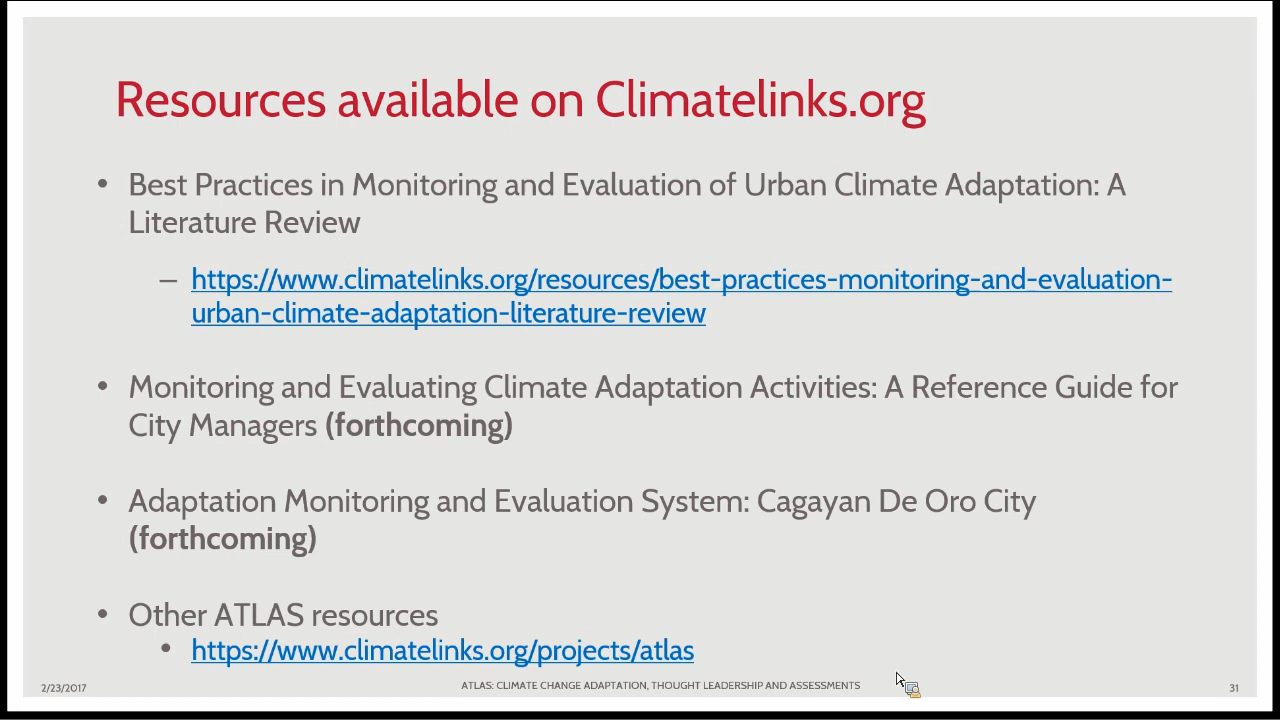 Resources available on Climatelinks.org
• Best Practices in Monitoring and Evaluation of Urban Climate Adaptation: A
Literature Review
– https://www.climatelinks.org/resources/best-practices-monitoring-and-evaluation-
urban-climate-adaptation-literature-review
• Monitoring and Evaluating Climate Adaptation Activities: A Reference Guide for
City Managers (forthcoming)
• Adaptation Monitoring and Evaluation System: Cagayan De Oro City
(forthcoming)
• Other ATLAS resources
• https://www.climatelinks.org/projects/atlas
2/23/2017
ATLAS: CLIMATE CHANGE ADAPTATION, THOUGHT LEADERSHIP AND ASSESSMENTS
31